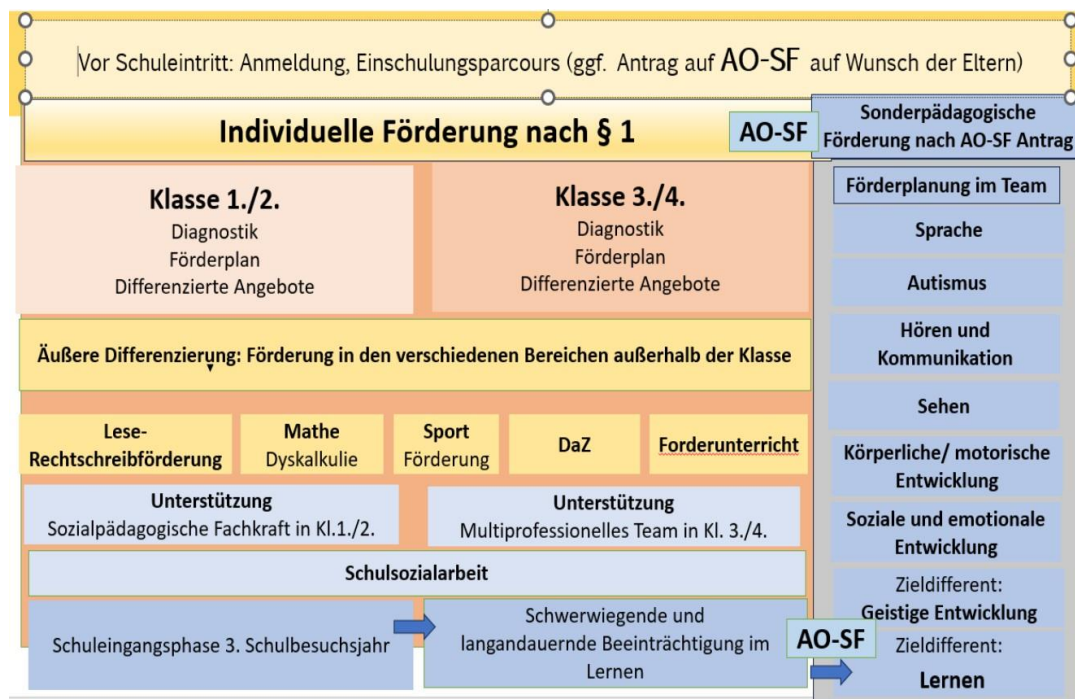 Vor Schuleintritt: Anmeldung, Einschulungsparcours (ggf. Antrag auf AO-SF auf Wunsch der Eltern)
Individuelle Förderung nach § 1
AO-SF
Sonderpädagogische
Förderung nach AO-SF Antrag
Klasse 1./2.
Diagnostik
Förderplan
Differenzierte Angebote
Klasse 3./4.
Diagnostik
Förderplan
Differenzierte Angebote
Äußere Differenzierung: Förderung in den verschiedenen Bereichen außerhalb der Klasse
Lese-
Rechtschreibförderung
Mathe
Dyskalkulie
Sport
Förderung
DaZ
Forderunterricht
Unterstützung
Sozialpädagogische Fachkraft in Kl.1./2.
Unterstützung
Multiprofessionelles Team in Kl. 3./4.
Schulsozialarbeit
Schuleingangsphase 3. Schulbesuchsjahr
Schwerwiegende und
langandauernde Beeinträchtigung im
Lernen
AO-SF
Förderplanung im Team
Sprache
Autismus
Hören und
Kommunikation
Sehen
Körperliche/ motorische
Entwicklung
Soziale und emotionale
Entwicklung
Zieldifferent:
Geistige Entwicklung
Zieldifferent:
Lernen